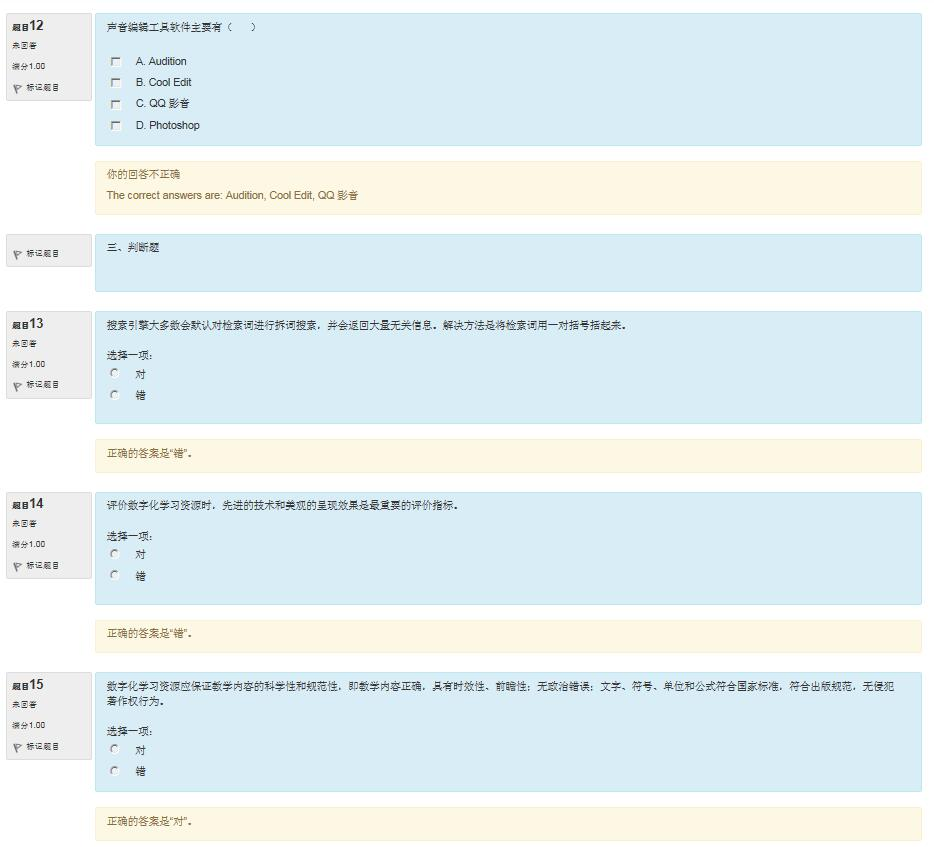 题目12
未回答
满分1.00
标记题目
声音编辑工具软件主要有（　　）
A. Audition
B. Cool Edit
C. QQ 影音
D. Photoshop
你的回答不正确
The correct answers are: Audition, Cool Edit, QQ 影音
标记题目
三、判断题
题目13
未回答
满分1.00
标记题目
搜索引擎大多数会默认对检索词进行拆词搜索，并会返回大量无关信息。解决方法是将检索词用一对括号括起来。
选择一项：
对
错
正确的答案是“错”。
题目14
未回答
满分1.00
标记题目
评价数字化学习资源时，先进的技术和美观的呈现效果是最重要的评价指标。
选择一项：
对
错
正确的答案是“错”。
题目15
未回答
满分1.00
标记题目
数字化学习资源应保证教学内容的科学性和规范性，即教学内容正确，具有时效性、前瞻性；无政治错误；文字、符号、单位和公式符合国家标准，符合出版规范，无侵犯
著作权行为。
选择一项：
对
错
正确的答案是“对”。